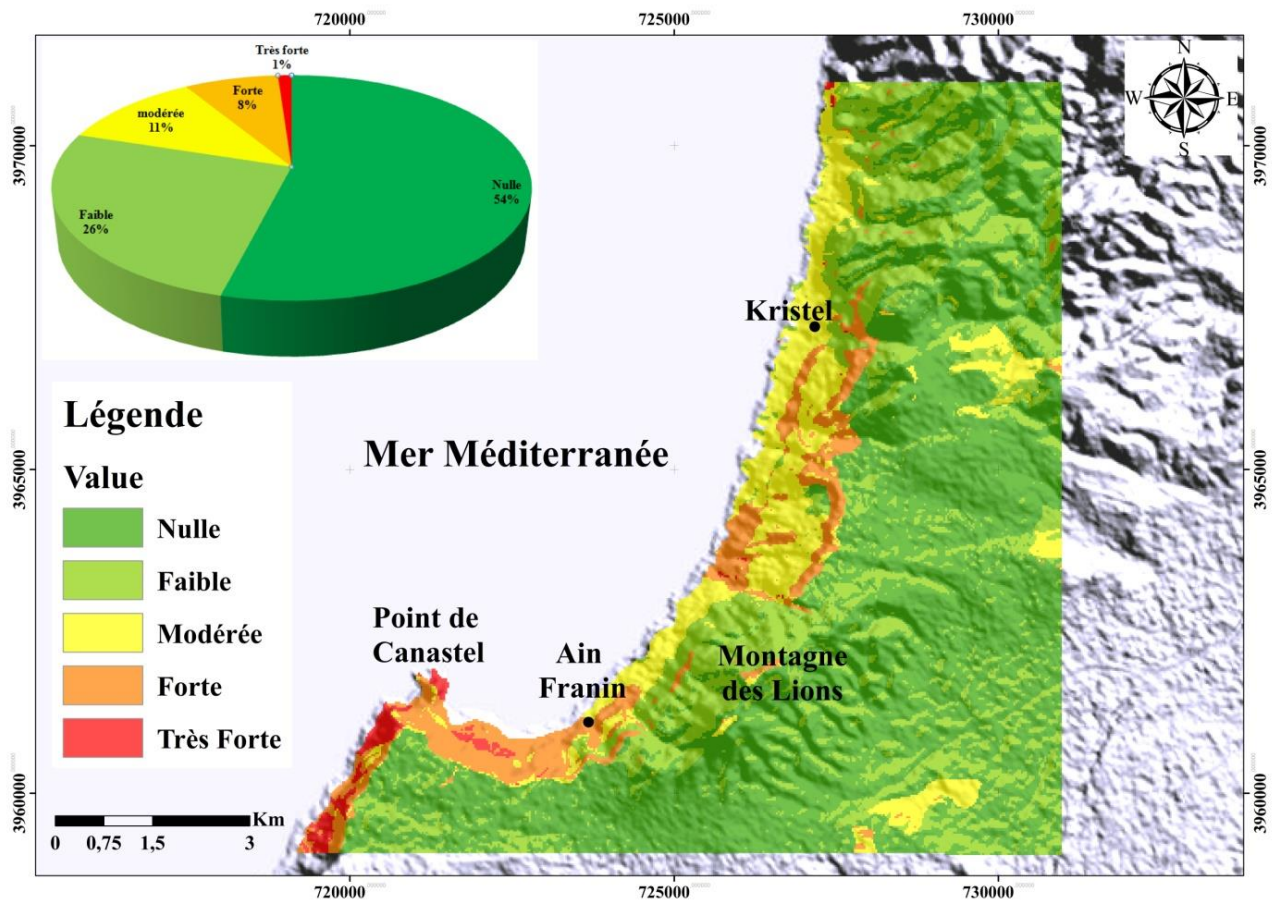 720000
725000
730000
Très forte
1%
Forte
8%
modérée
11%
Nulle
54%
Faible
26%
N
W
E
S
3970000
3970000
Kristel
Légende
Value
Nulle
Faible
Modérée
Forte
Très Forte
Mer Méditerranée
3965000
3965000
Point de
Canastel
Ain
Franin
Montagne
des Lions
3960000
3960000
Km
0
0,75
1,5
3
720000
725000
730000